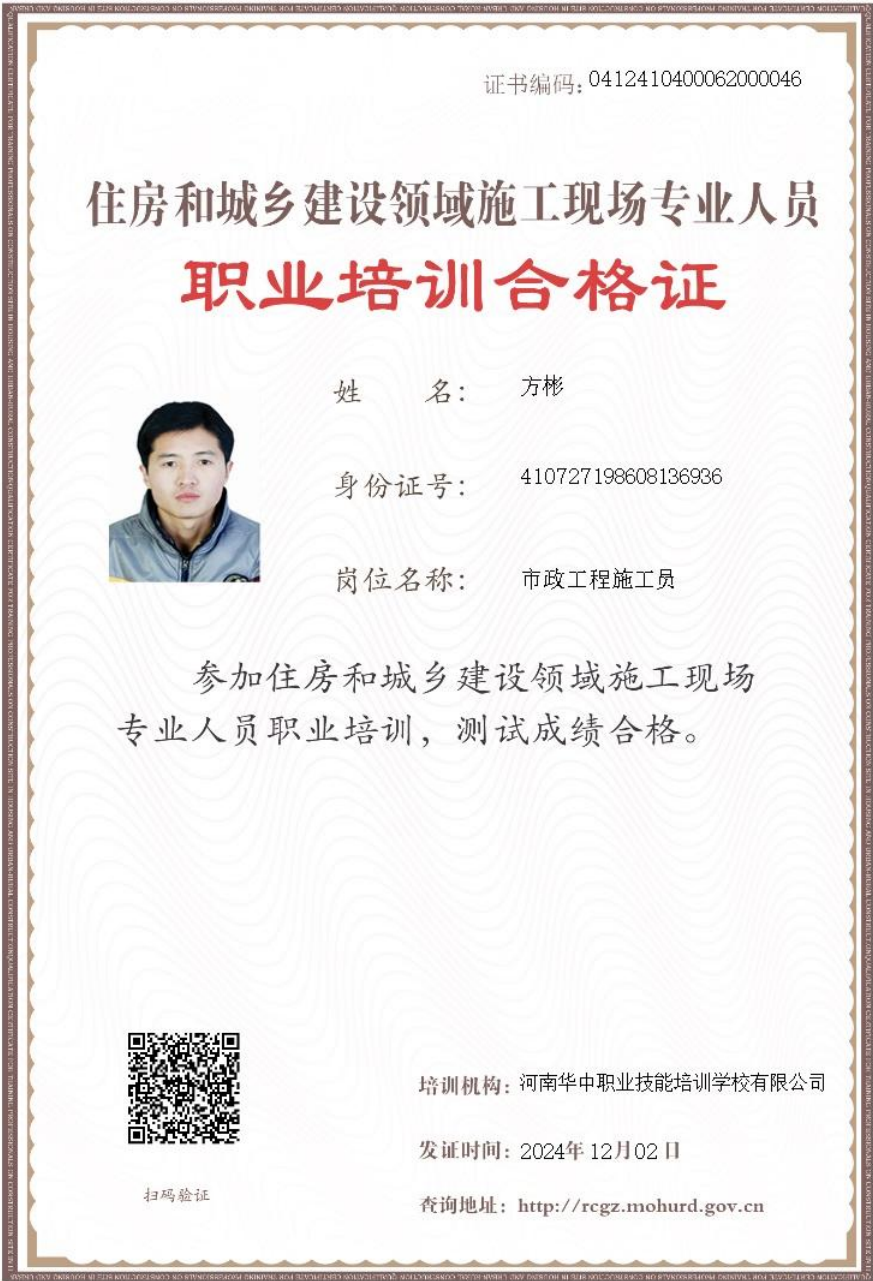 证书编码：0412410400062000046
住房和城乡建设领域施工现场专业人员
职业培训合格证
姓　　名：方彬
身份证号：410727198608136936
岗位名称：市政工程施工员
参加住房和城乡建设领域施工现场
专业人员职业培训，测试成绩合格。
培训机构：河南华中职业技能培训学校有限公司
发证时间：2024年12月02日
扫码验证
查询地址：http://rcgz.mohurd.gov.cn